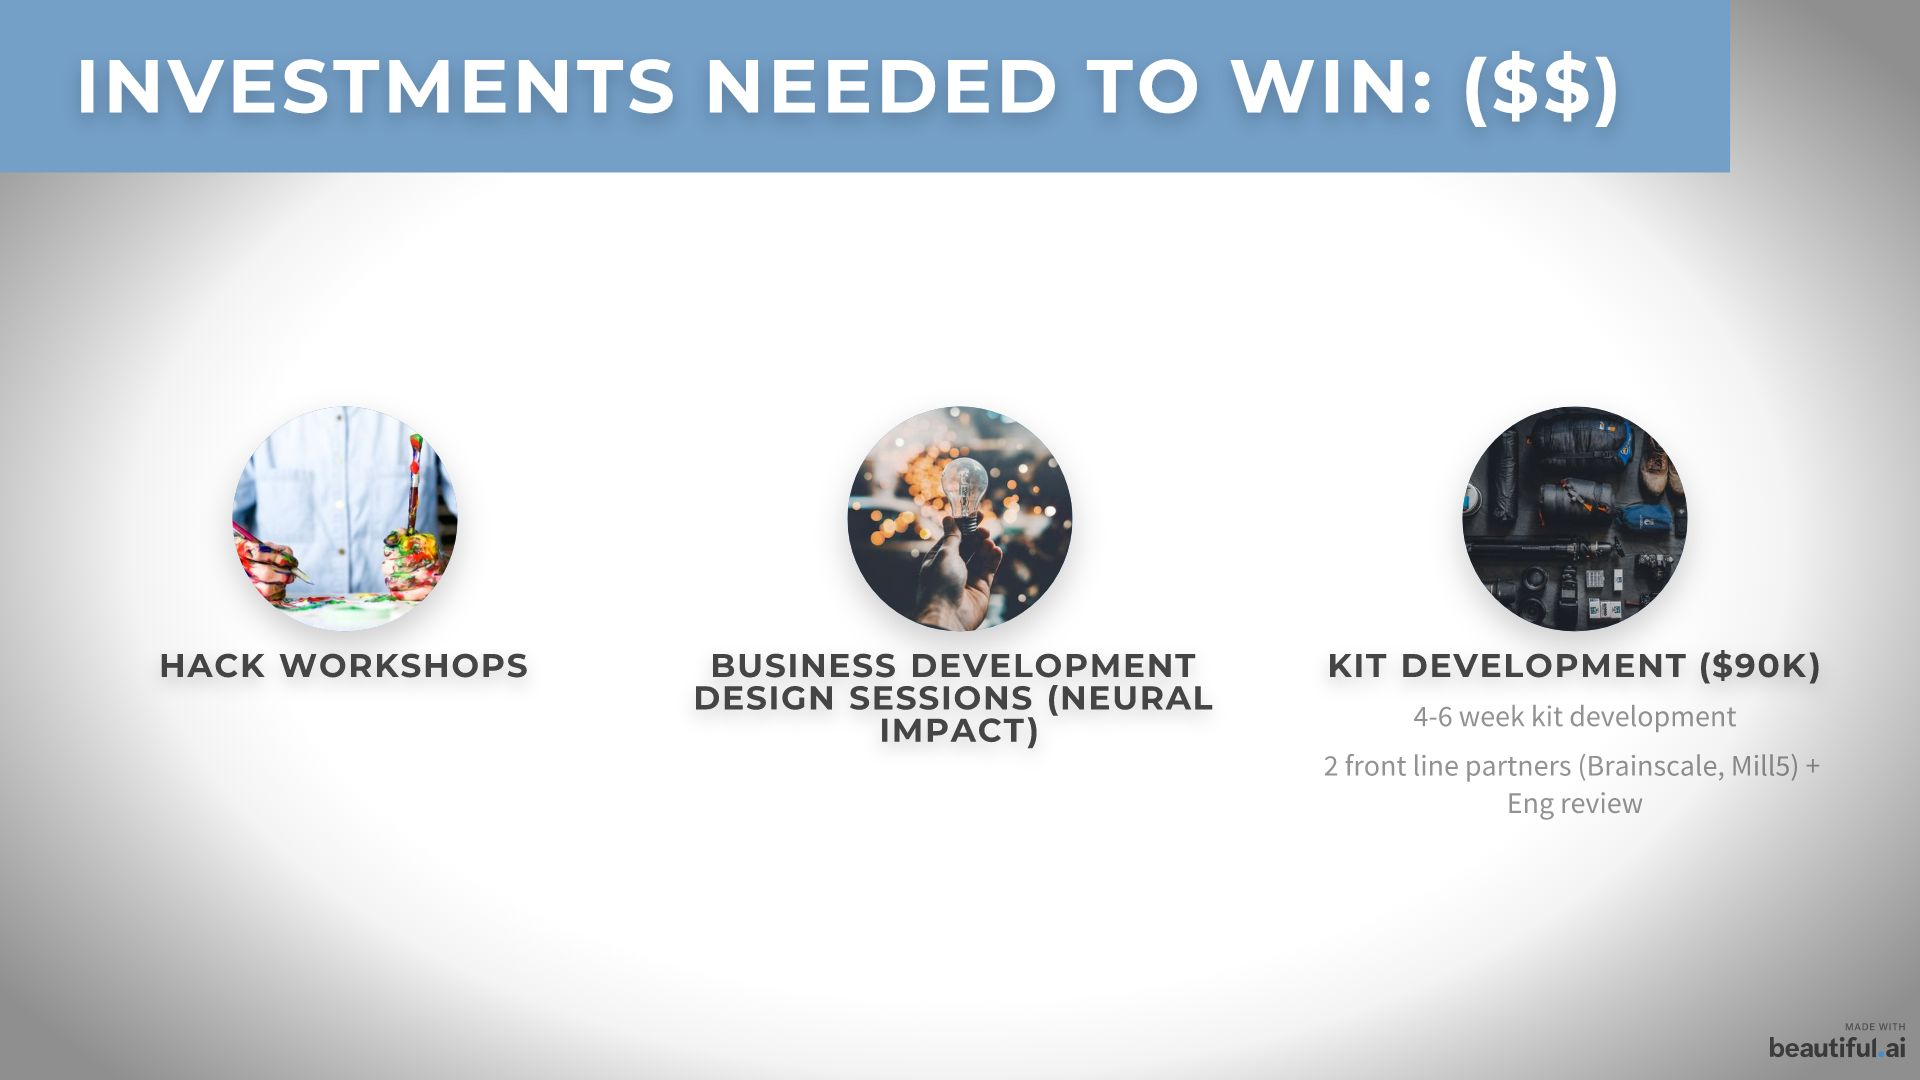 INVESTMENTS NEEDED TO WIN: ($$)
HACK WORKSHOPS
BUSINESS DEVELOPMENT
DESIGN SESSIONS (NEURAL
IMPACT)
KIT DEVELOPMENT ($90K)
4-6 week kit development
2 front line partners (Brainscale, Mill5) +
Eng review
MADE WITH
beautiful.ai